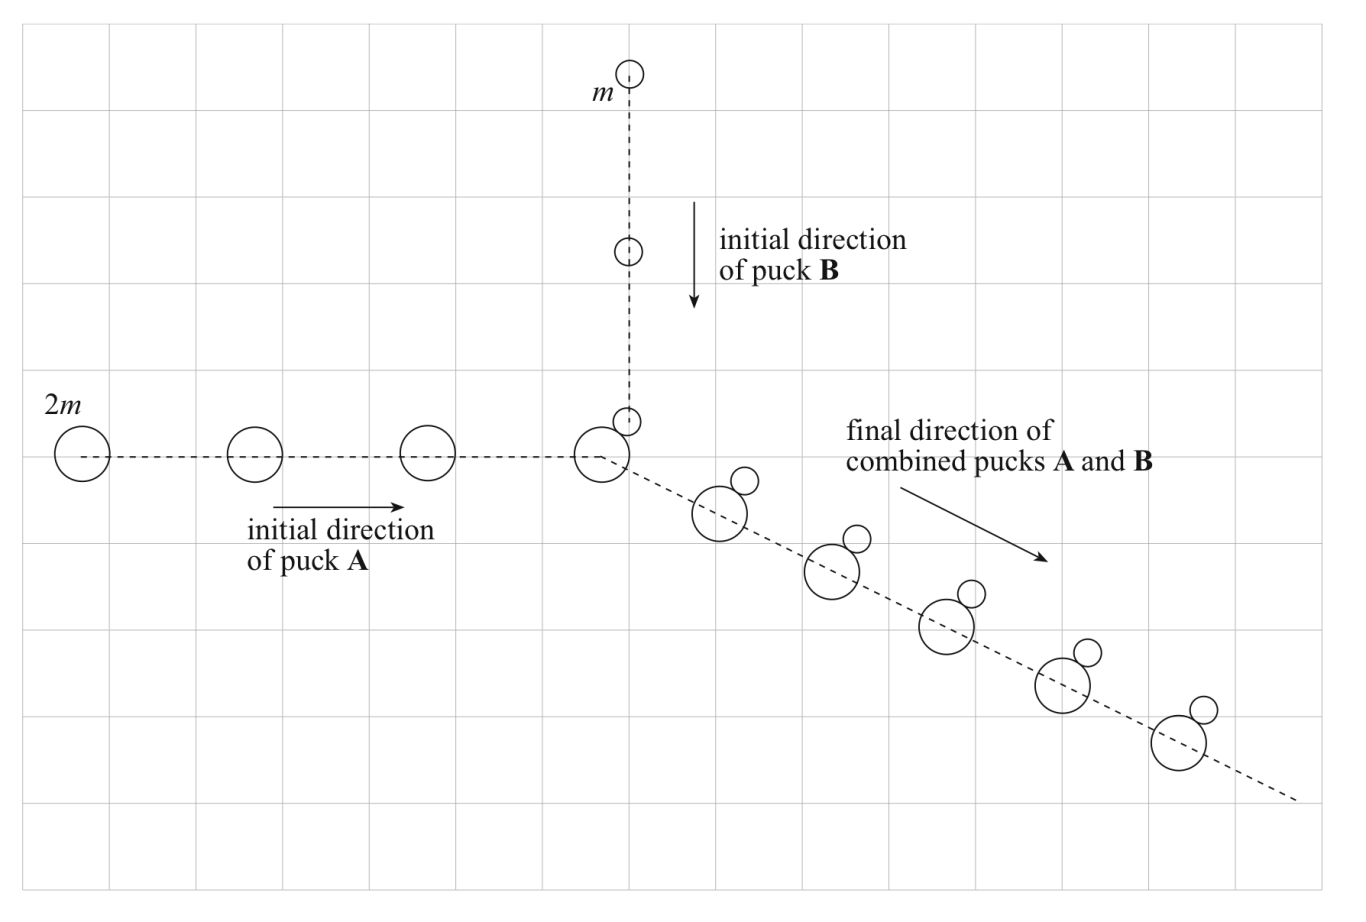 m
initial direction
of puck B
2m
final direction of
combined pucks A and B
initial direction
of puck A